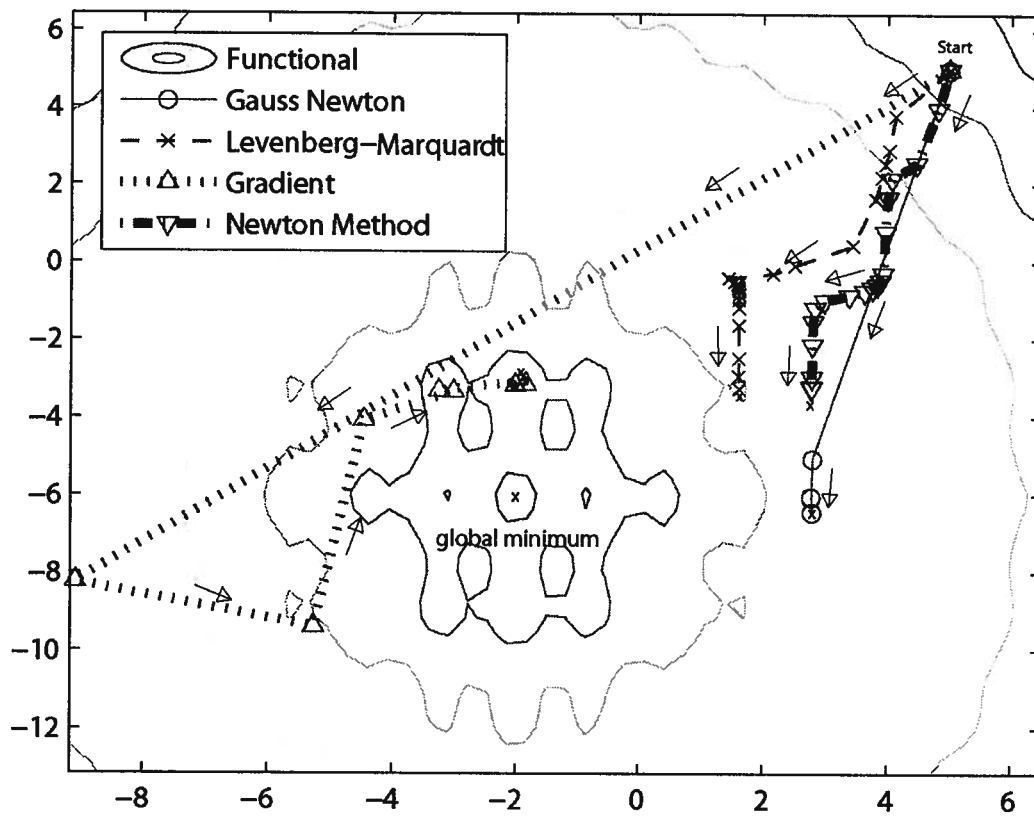 6
4
2
0
−2
−4
−6
−8
−10
−12
Functional
Gauss Newton
Levenberg−Marquardt
Gradient
Newton Method
Start
global minimum
−8 −6 −4 −2 0 2 4 6